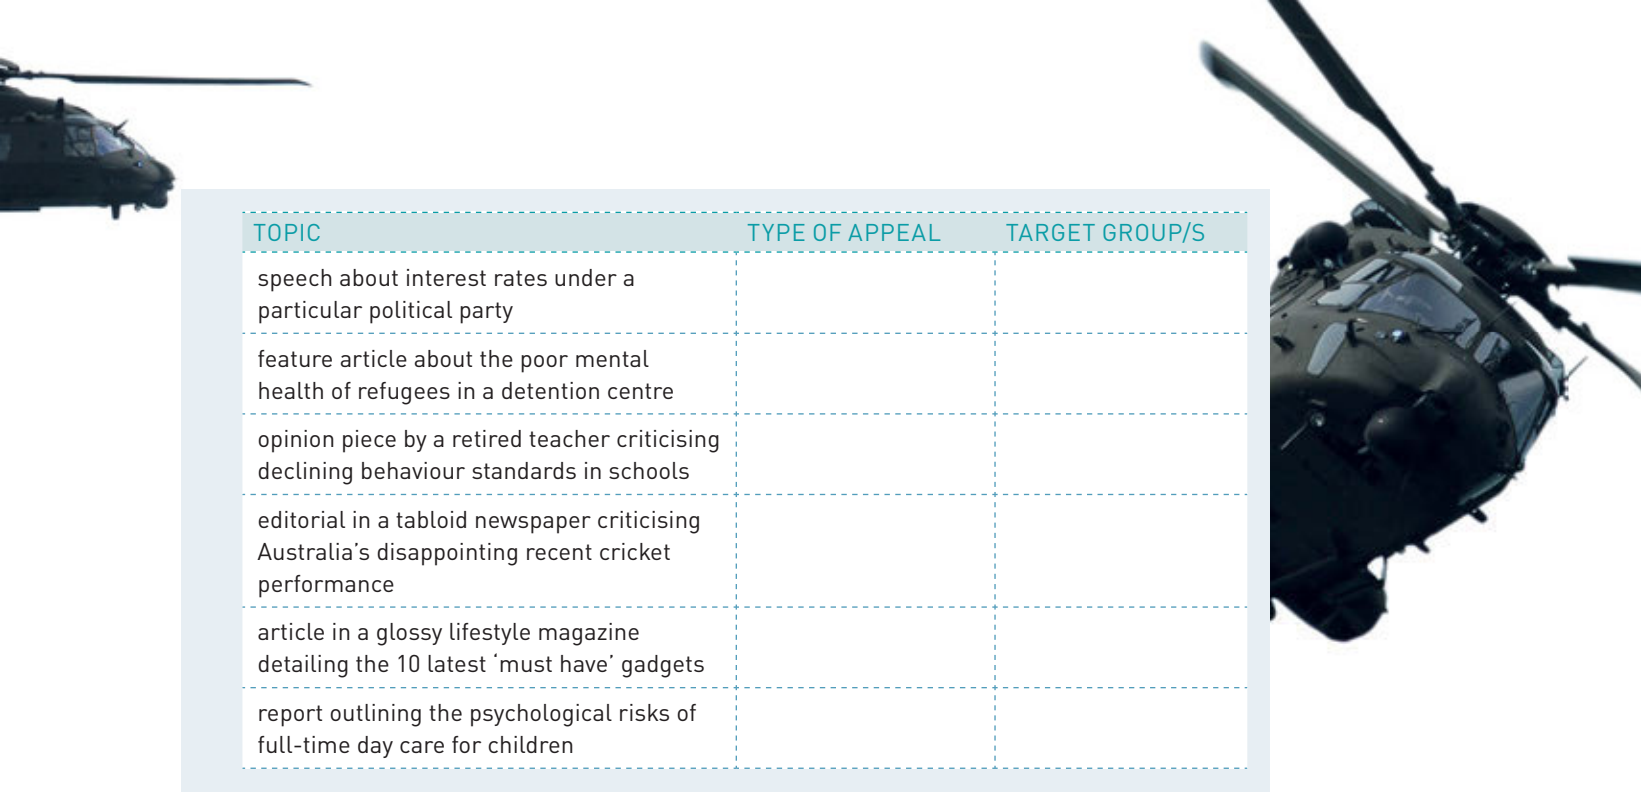 TOPIC TYPE OF APPEAL TARGET GROUP/S
speech about interest rates under a
particular political party
feature article about the poor mental
health of refugees in a detention centre
opinion piece by a retired teacher criticising
declining behaviour standards in schools
editorial in a tabloid newspaper criticising
Australia’s disappointing recent cricket
performance
article in a glossy lifestyle magazine
detailing the 10 latest ‘must have’ gadgets
report outlining the psychological risks of
full-time day care for children